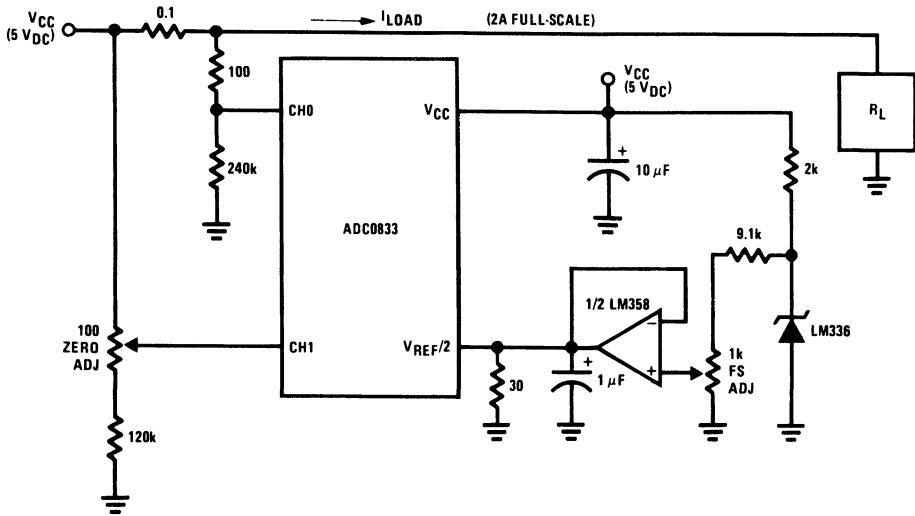 VCC
(5 VDC)
0.1
ILOAD
(2A FULL-SCALE)
100
CH0
VCC
VCC
(5 VDC)
RL
240k
+
10 μF
2k
ADC0833
9.1k
1/2 LM358
100
ZERO
ADJ
CH1
VREF/2
−
+
LM336
30
+
1 μF
1k
FS
ADJ
120k